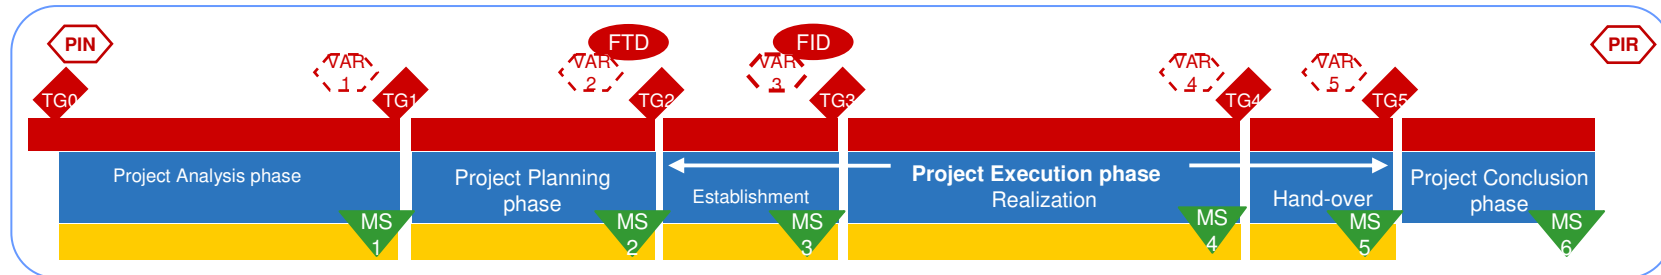 PIN
FTD
FID
PIR
VAR
1
VAR
2
VAR
3
VAR
4
VAR
5
TG0
TG1
TG2
TG3
TG4
TG5
Project Analysis phase
Project Planning
phase
Establishment
Project Execution phase
Realization
Hand-over
Project Conclusion
phase
MS
1
MS
2
MS
3
MS
4
MS
5
MS
6